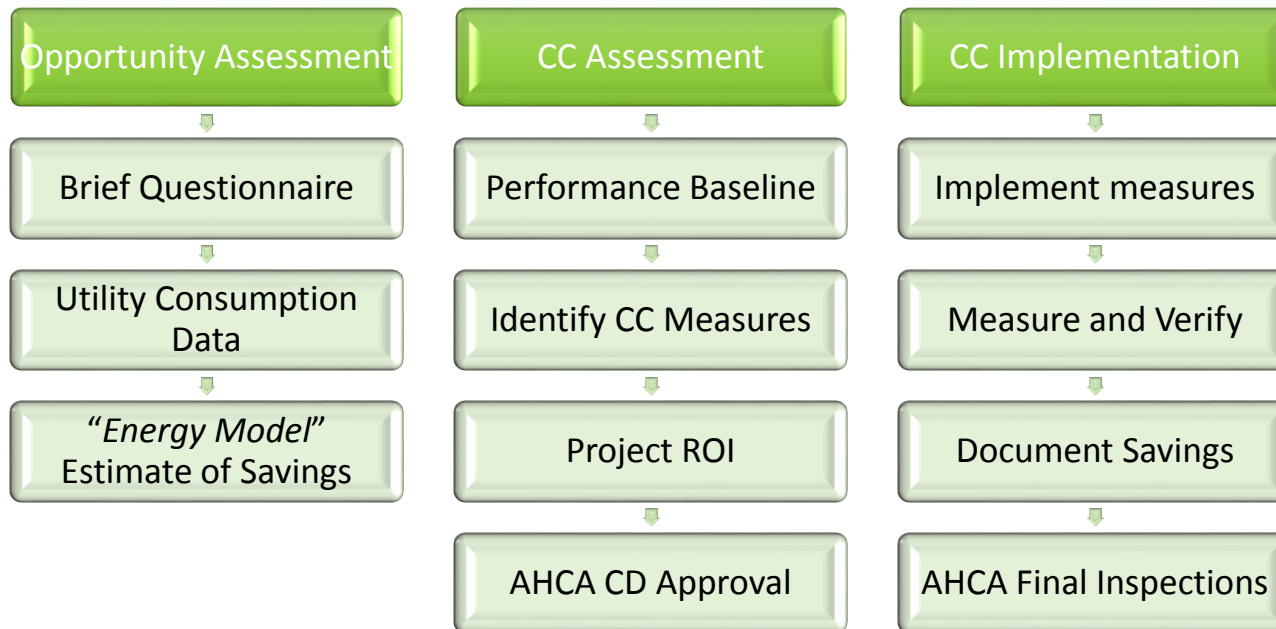 Opportunity Assessment
Brief Questionnaire
Utility Consumption
Data
“Energy Model”
Estimate of Savings
CC Assessment
Performance Baseline
Identify CC Measures
Project ROI
AHCA CD Approval
CC Implementation
Implement measures
Measure and Verify
Document Savings
AHCA Final Inspections